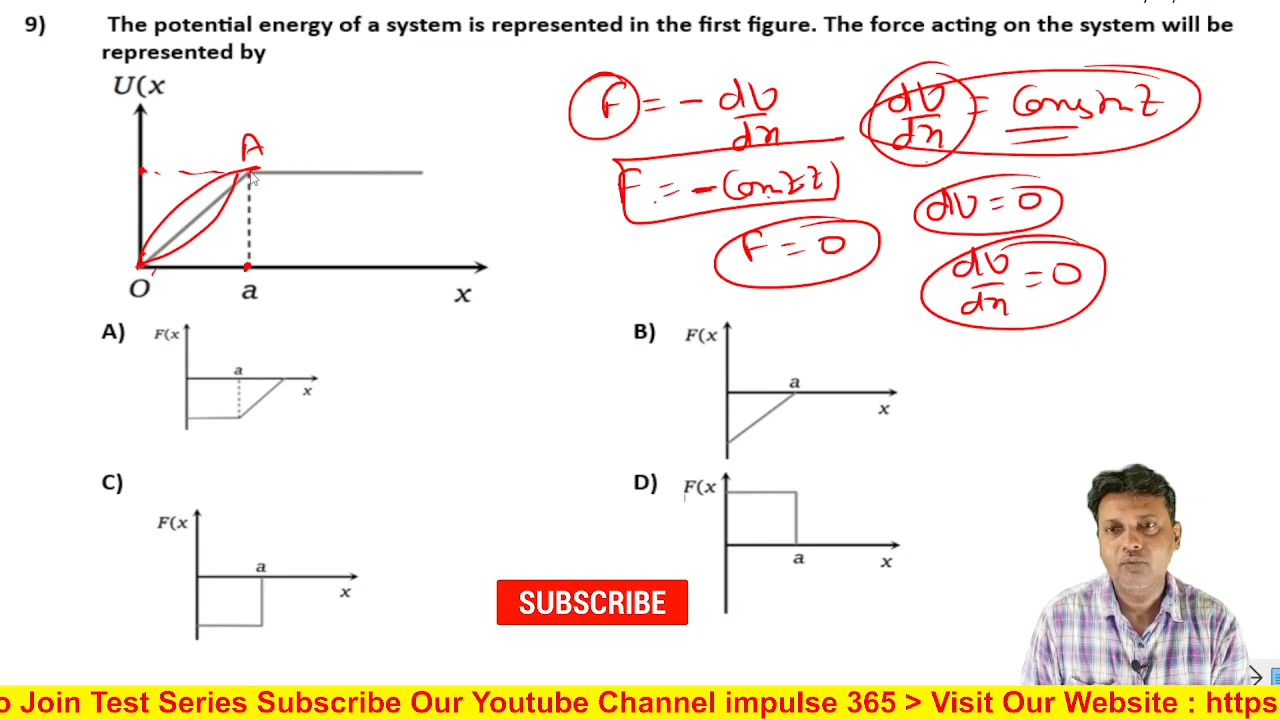 9) The potential energy of a system is represented in the first figure. The force acting on the system will be
represented by
U(x
A
O
a
x
F = - dU/dx
dU/dx = const
F = - const
dU = 0
F = 0
dU/dx = 0
A)
F(x
a
x
B)
F(x
a
x
C)
F(x
a
x
D)
F(x
a
x
SUBSCRIBE
o Join Test Series Subscribe Our Youtube Channel impulse 365 > Visit Our Website : https